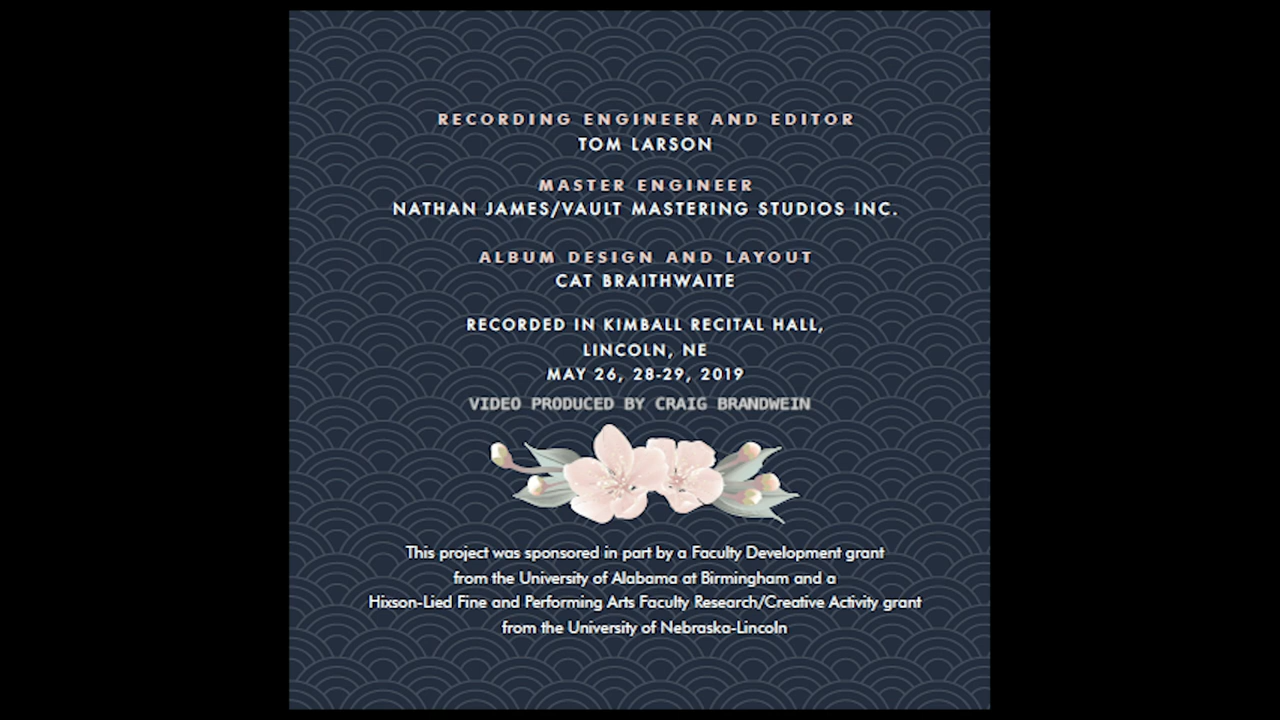 RECORDING ENGINEER AND EDITOR
TOM LARSON
MASTER ENGINEER
NATHAN JAMES/VAULT MASTERING STUDIOS INC.
ALBUM DESIGN AND LAYOUT
CAT BRAITHWAITE
RECORDED IN KIMBALL RECITAL HALL,
LINCOLN, NE
MAY 26, 28-29, 2019
VIDEO PRODUCED BY CRAIG BRANDWEIN
This project was sponsored in part by a Faculty Development grant
from the University of Alabama at Birmingham and a
Hixson-Lied Fine and Performing Arts Faculty Research/Creative Activity grant
from the University of Nebraska-Lincoln